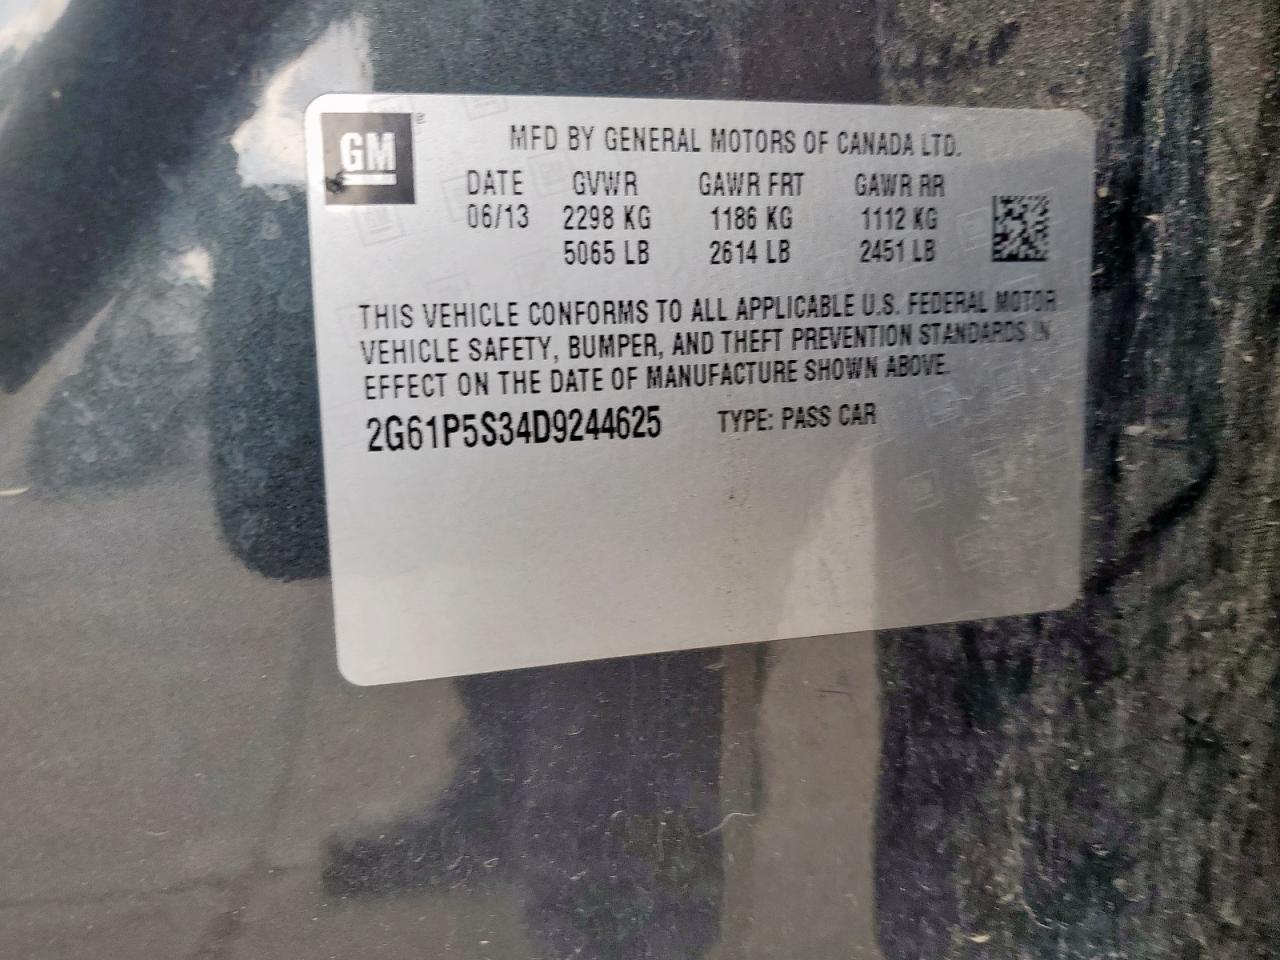 GM
MFD BY GENERAL MOTORS OF CANADA LTD.
DATE GVWR GAWR FRT GAWR RR
06/13 2298 KG 1186 KG 1112 KG
5065 LB 2614 LB 2451 LB
THIS VEHICLE CONFORMS TO ALL APPLICABLE U.S. FEDERAL MOTOR
VEHICLE SAFETY, BUMPER, AND THEFT PREVENTION STANDARDS IN
EFFECT ON THE DATE OF MANUFACTURE SHOWN ABOVE.
2G61P5S34D9244625 TYPE: PASS CAR